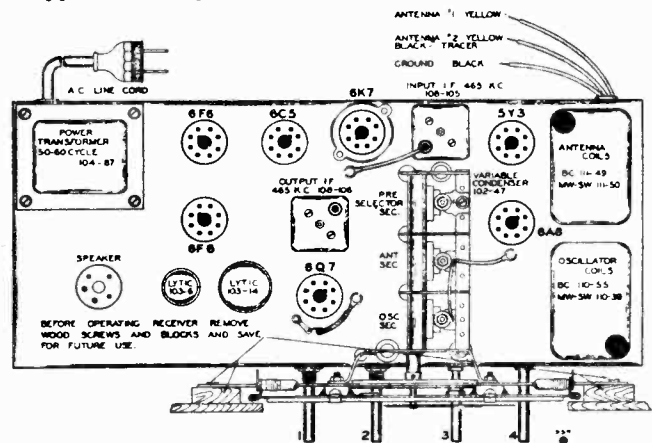 ANTENNA #1 YELLOW
ANTENNA #2 YELLOW
BLACK- TRACER
GROUND BLACK
A.C. LINE CORD
INPUT I F 465 KC
108-105
6K7
6F6
6C5
5Y3
POWER
TRANSFORMER
50-60 CYCLE
104-87
ANTENNA
COILS
BC 111-49
MW-SW 111-50
OUTPUT I F
465 KC 108-106
PRE
SELECTOR
SEC.
VARIABLE
CONDENSER
102-47
6F6
6A8
SPEAKER
LYTIC
103-6
LYTIC
103-14
6Q7
ANT
SEC
OSCILLATOR
COILS
BC 110-55
MW-SW 110-38
OSC
SEC
BEFORE OPERATING RECEIVER REMOVE
WOOD SCREWS AND BLOCKS AND SAVE
FOR FUTURE USE.
1 2 3 4